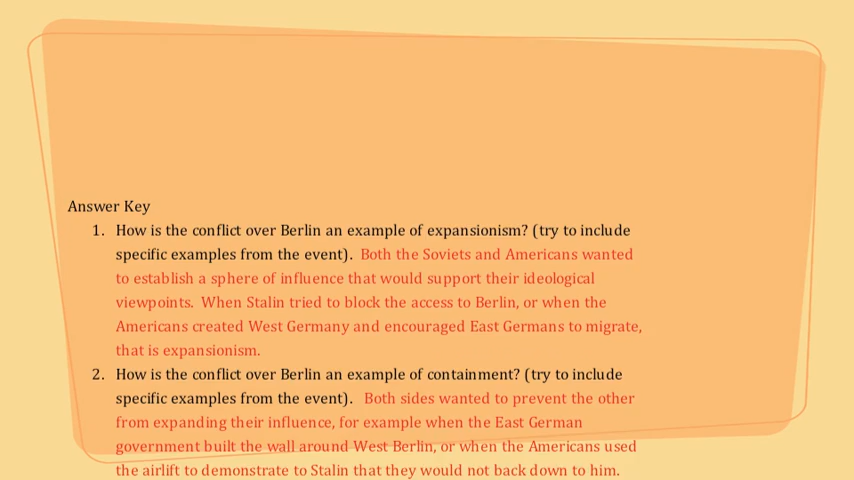 Answer Key
1. How is the conflict over Berlin an example of expansionism? (try to include
specific examples from the event). Both the Soviets and Americans wanted
to establish a sphere of influence that would support their ideological
viewpoints. When Stalin tried to block the access to Berlin, or when the
Americans created West Germany and encouraged East Germans to migrate,
that is expansionism.
2. How is the conflict over Berlin an example of containment? (try to include
specific examples from the event). Both sides wanted to prevent the other
from expanding their influence, for example when the East German
government built the wall around West Berlin, or when the Americans used
the airlift to demonstrate to Stalin that they would not back down to him.